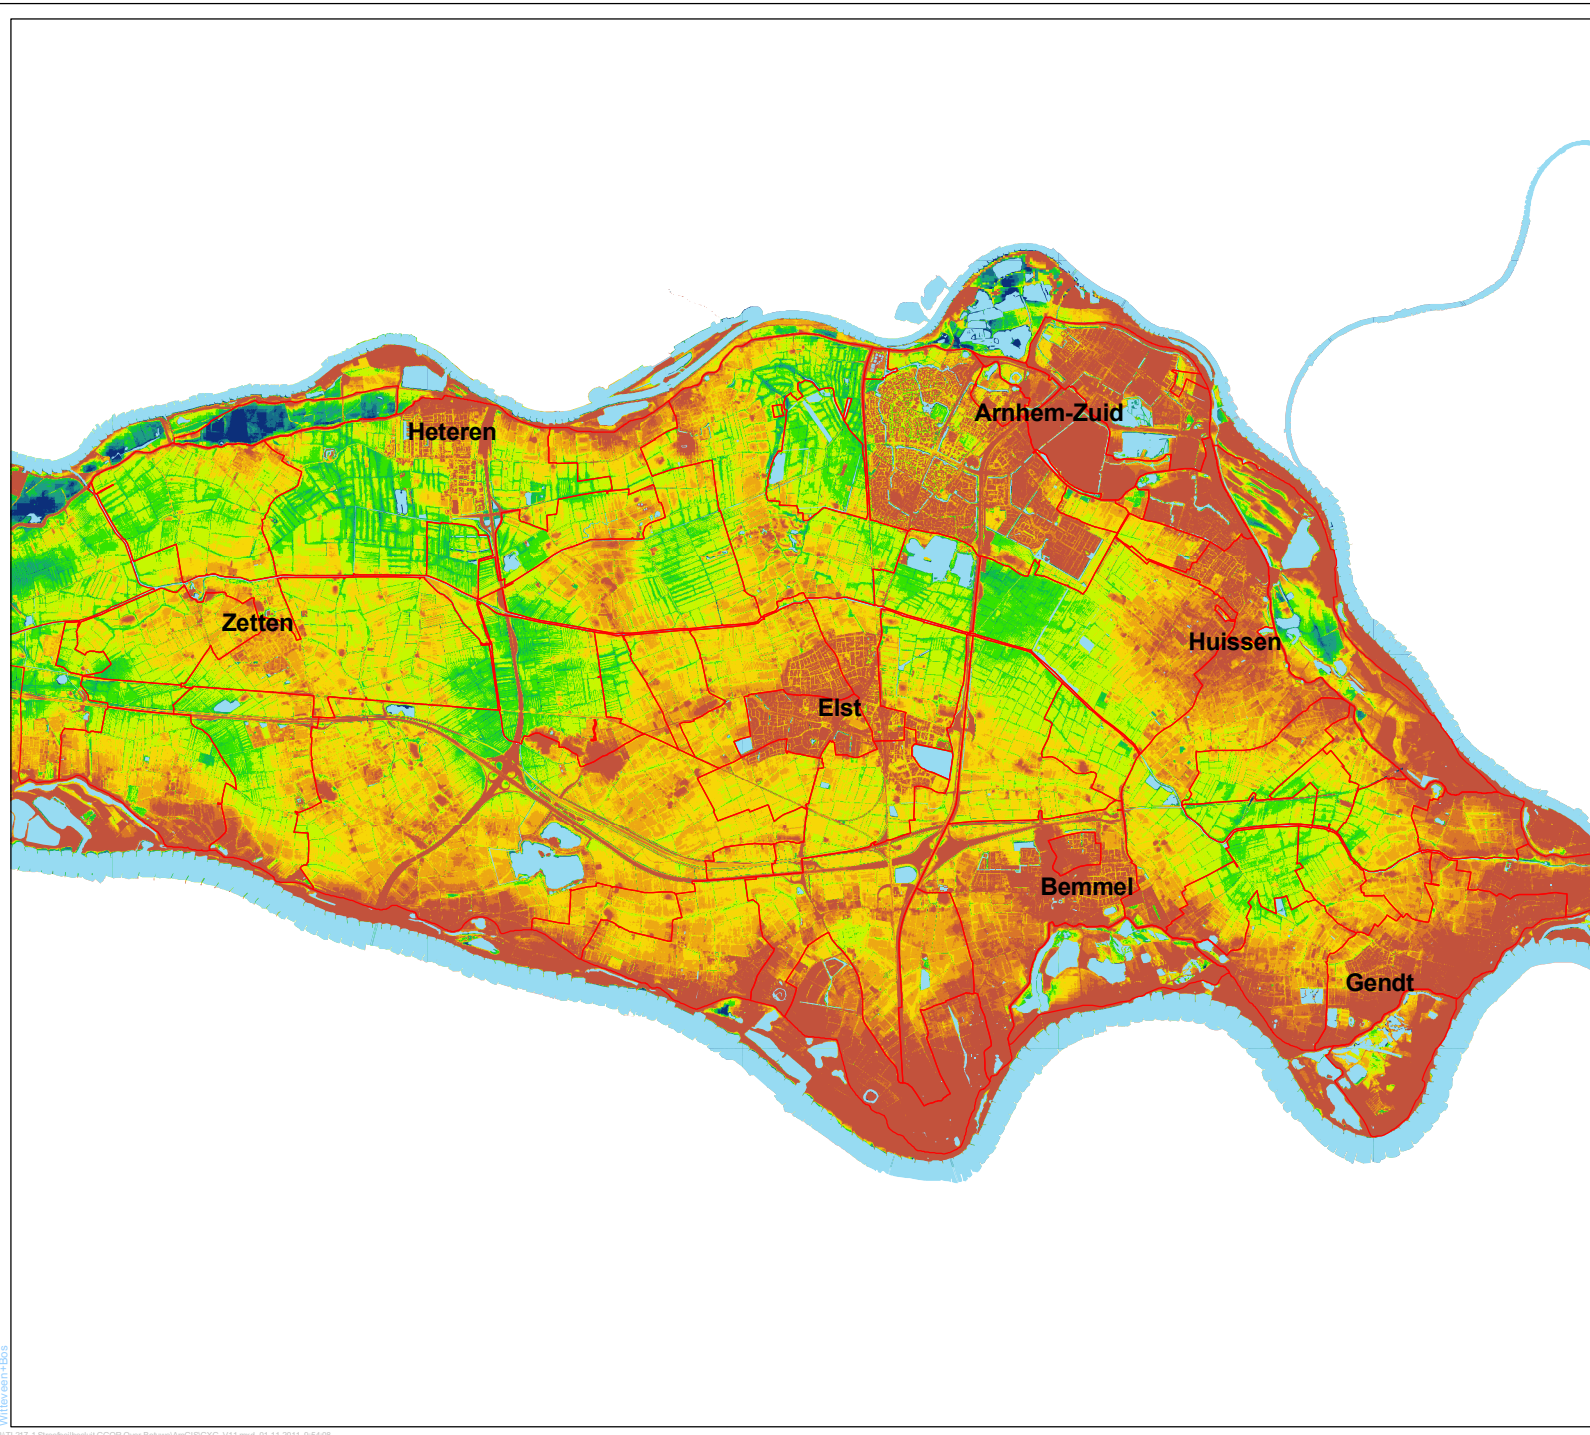 Arnhem-Zuid
Heteren
Zetten
Huissen
Elst
Bemmel
Gendt
Witteveen+Bos